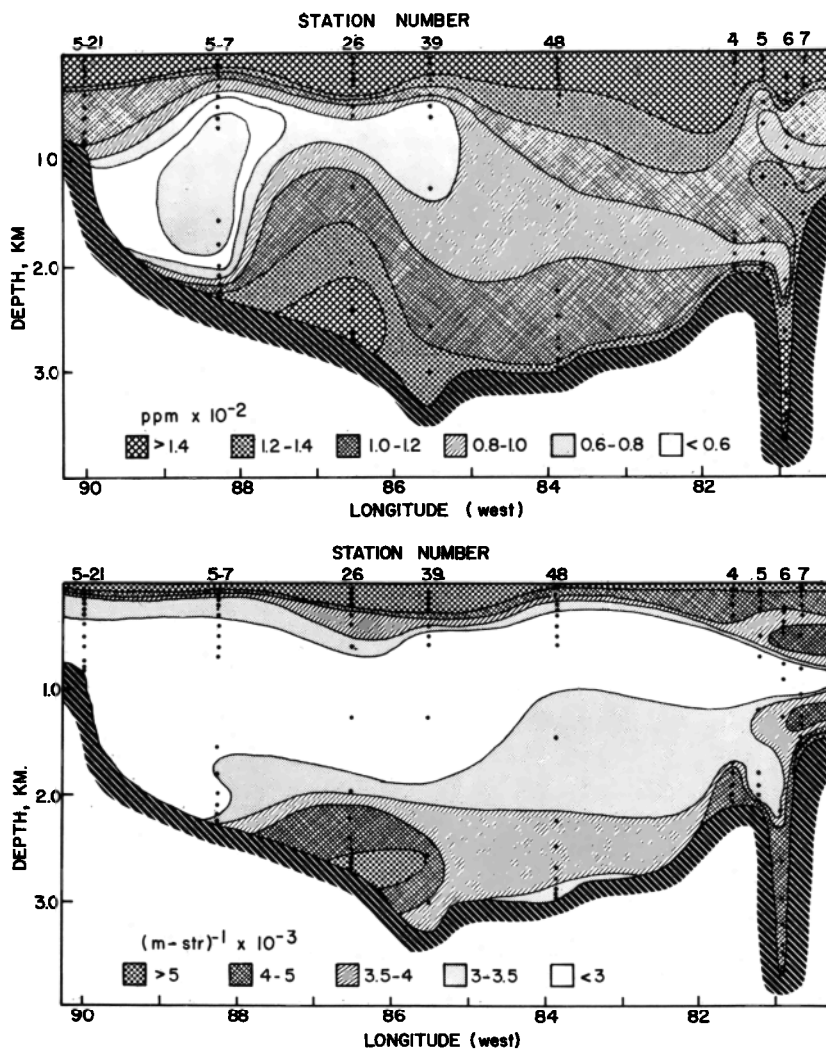 STATION NUMBER
5-21 5-7 26 39 48 4 5 6 7
1.0
2.0
3.0
DEPTH, KM
ppm x 10-2
>1.4 1.2-1.4 1.0-1.2 0.8-1.0 0.6-0.8 <0.6
90 88 86 84 82
LONGITUDE (west)
STATION NUMBER
5-21 5-7 26 39 48 4 5 6 7
1.0
2.0
3.0
DEPTH, KM.
(m-str)-1 x 10-3
>5 4-5 3.5-4 3-3.5 <3
90 88 86 84 82
LONGITUDE (west)